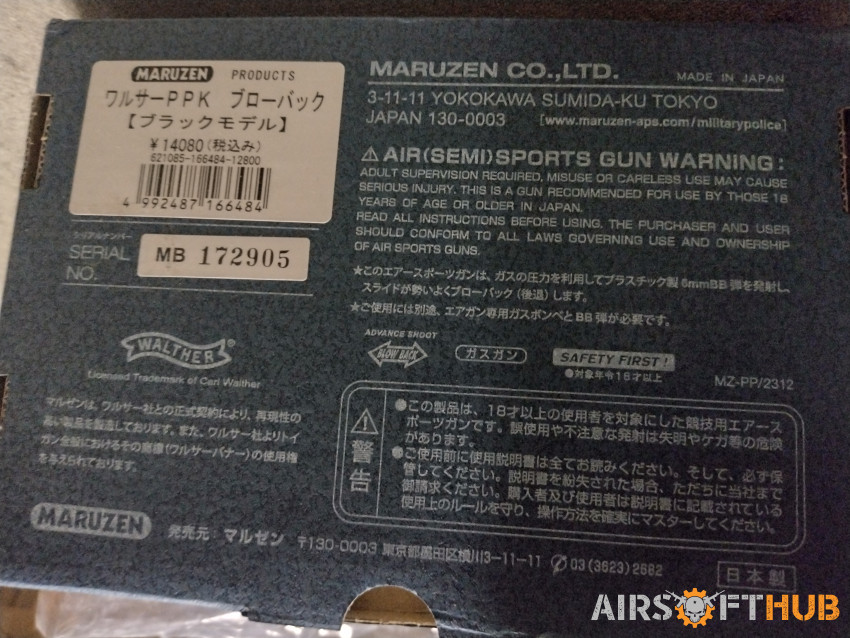 MARUZEN PRODUCTS
ワルサーPPK ブローバック
【ブラックモデル】
¥14080(税込み)
621085-166484-12800
4 992487 166484
シリアルナンバー
SERIAL NO.
MB 172905
MARUZEN CO.,LTD. MADE IN JAPAN
3-11-11 YOKOKAWA SUMIDA-KU TOKYO
JAPAN 130-0003 [www.maruzen-aps.com/militarypolice]
⚠AIR(SEMI)SPORTS GUN WARNING:
ADULT SUPERVISION REQUIRED. MISUSE OR CARELESS USE MAY CAUSE
SERIOUS INJURY. THIS IS A GUN RECOMMENDED FOR USE BY THOSE 18
YEARS OF AGE OR OLDER IN JAPAN.
READ ALL INSTRUCTIONS BEFORE USING. THE PURCHASER AND USER
SHOULD CONFORM TO ALL LAWS GOVERNING USE AND OWNERSHIP
OF AIR SPORTS GUNS.
★このエアースポーツガンは、ガスの圧力を利用してプラスチック製6mmBB弾を発射し、
スライドが勢いよくブローバック(後退)します。
★ご使用には別途、エアガン専用ガスボンベとBB弾が必要です。
ADVANCE SHOOT
BLOW BACK
ガスガン
SAFETY FIRST!
●対象年令18才以上
MZ-PP/2312
WALTHER
Licensed Trademark of Carl Walther
マルゼンは、ワルサー社との正式契約により、再現性の
高い製品を製造しております。また、ワルサー社よりトイ
ガン全般におけるその商標(ワルサーバナー)の使用権
を与えられております。
⚠警告
●この製品は、18才以上の使用者を対象にした競技用エアース
ポーツガンです。誤使用や不注意な発射は失明やケガ等の危険
があります。
●ご使用前に使用説明書は全てお読みください。そして、必ず保
管してください。説明書を紛失された場合、ただちに当社まで
御請求ください。購入者及び使用者は説明書に記載されている
使用上のルールを守り、操作方法を確実にマスターしてください。
MARUZEN
発売元：マルゼン 〒130-0003 東京都墨田区横川3-11-11 ✆03(3623)2682
日本製
AIRSOFTHUB